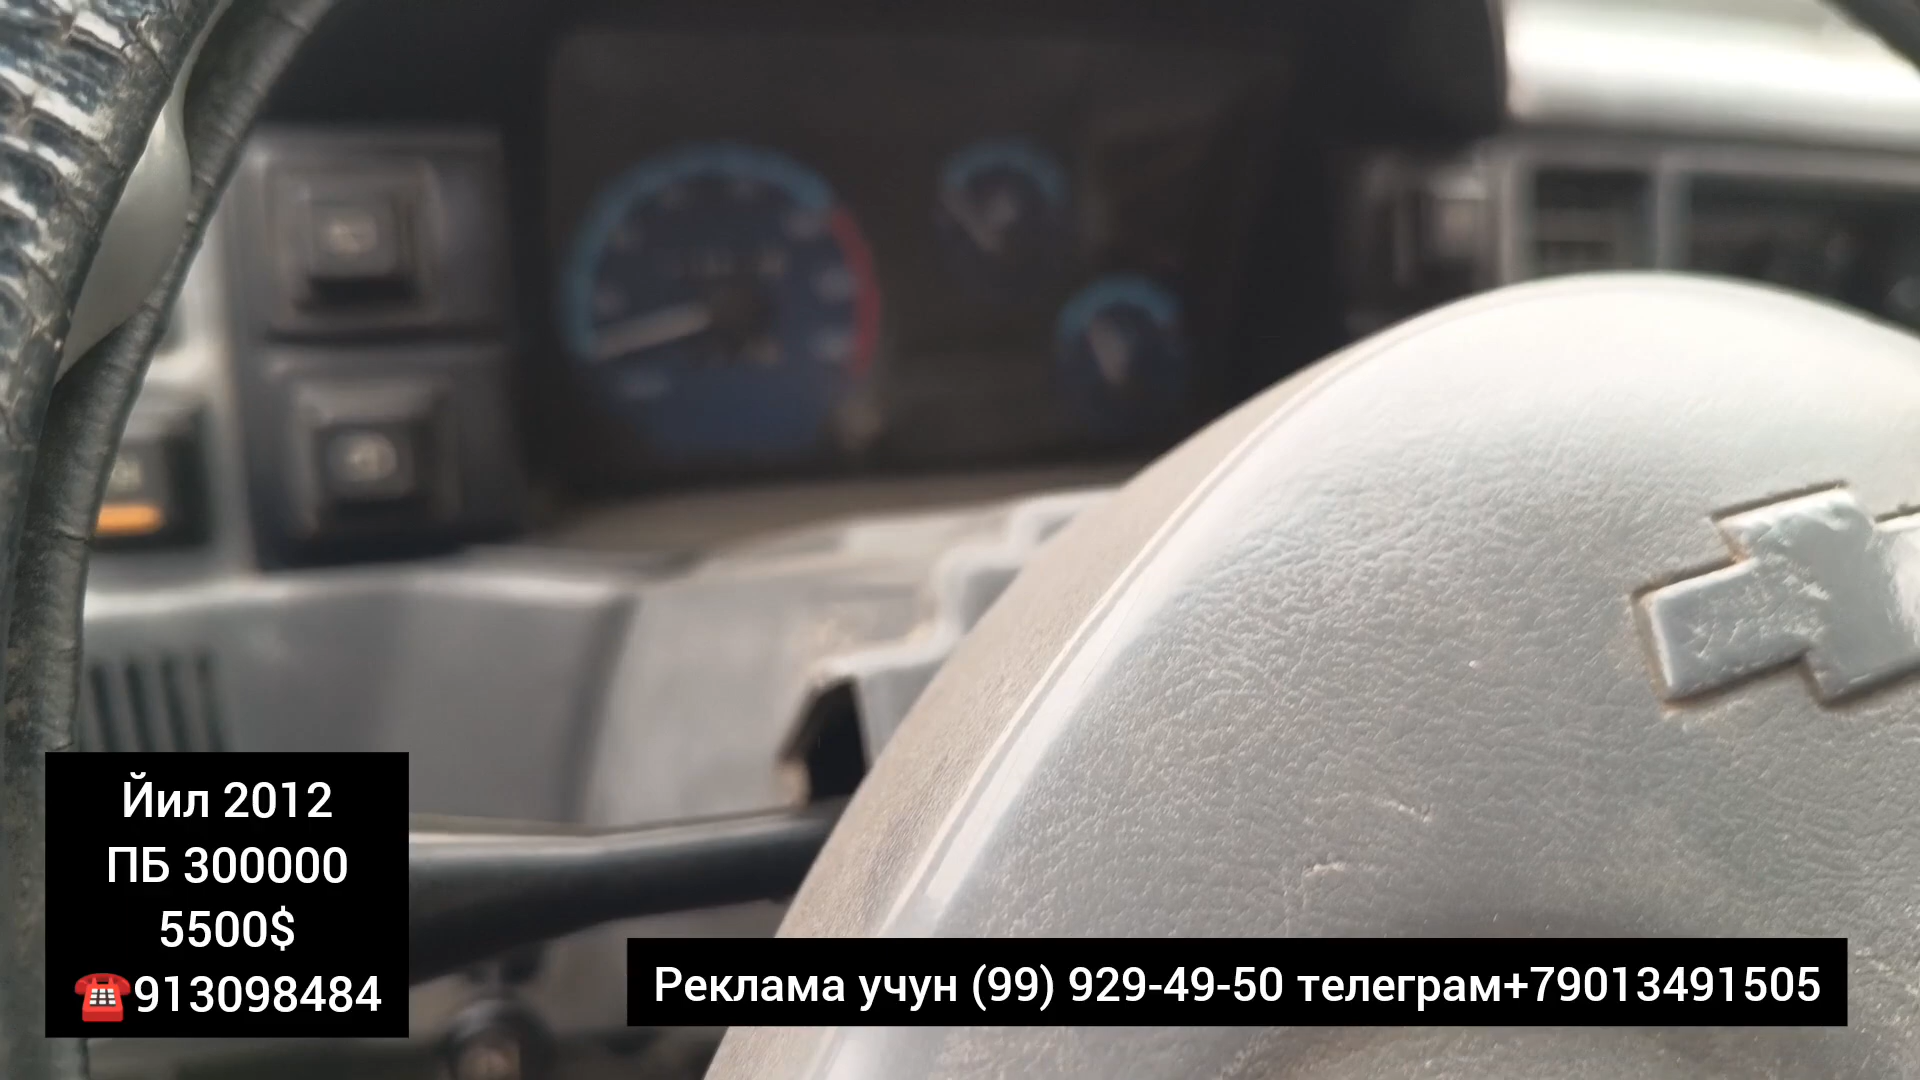 Йил 2012
ПБ 300000
5500$
☎️913098484
Реклама учун (99) 929-49-50 телеграм+79013491505